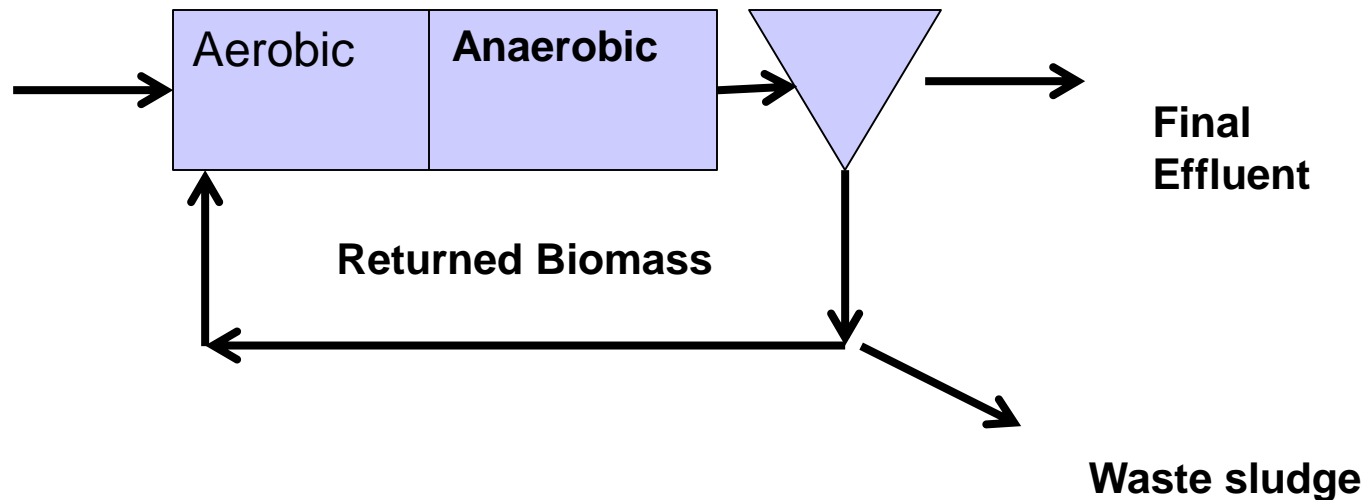 Aerobic
Anaerobic
Final
Effluent
Returned Biomass
Waste sludge